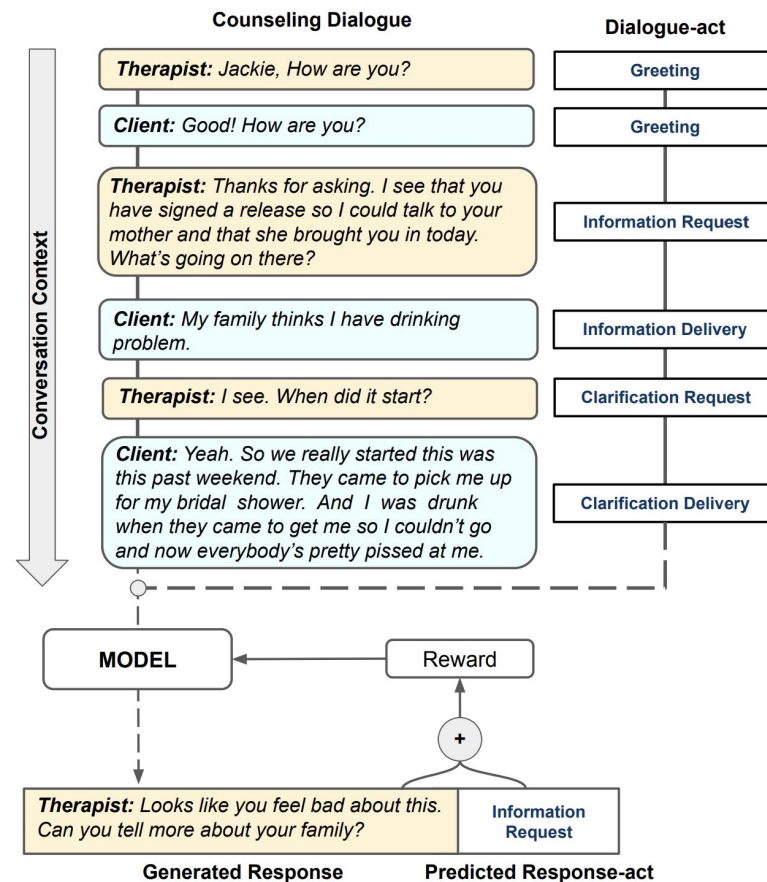 Counseling Dialogue
Dialogue-act
Therapist: Jackie, How are you?
Greeting
Client: Good! How are you?
Greeting
Therapist: Thanks for asking. I see that you
have signed a release so I could talk to your
mother and that she brought you in today.
What's going on there?
Information Request
Client: My family thinks I have drinking
problem.
Information Delivery
Therapist: I see. When did it start?
Clarification Request
Client: Yeah. So we really started this was
this past weekend. They came to pick me up
for my bridal shower. And I was drunk
when they came to get me so I couldn't go
and now everybody's pretty pissed at me.
Clarification Delivery
Conversation Context
MODEL
Reward
+
Therapist: Looks like you feel bad about this.
Can you tell more about your family?
Information
Request
Generated Response
Predicted Response-act